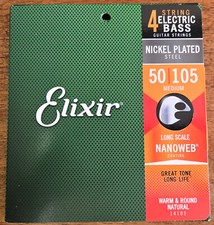 4 STRING
ELECTRIC
BASS
GUITAR STRINGS
NICKEL PLATED
STEEL
50 105
MEDIUM
Elixir
LONG SCALE
NANOWEB®
COATING
GREAT TONE
LONG LIFE
WARM & ROUND
NATURAL
14102